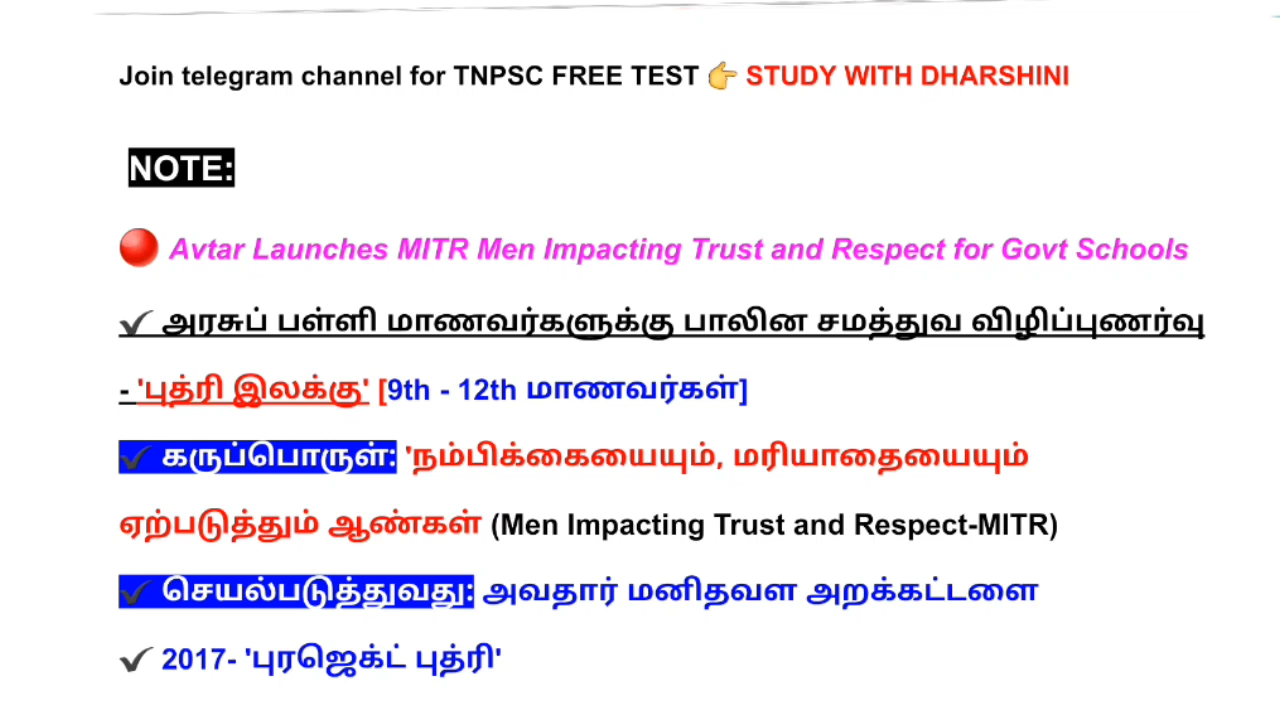 Join telegram channel for TNPSC FREE TEST 👉 STUDY WITH DHARSHINI
NOTE:
🔴 Avtar Launches MITR Men Impacting Trust and Respect for Govt Schools
✔ அரசுப் பள்ளி மாணவர்களுக்கு பாலின சமத்துவ விழிப்புணர்வு
- 'புத்ரி இலக்கு' [9th - 12th மாணவர்கள்]
✔ கருப்பொருள்: 'நம்பிக்கையையும், மரியாதையையும்
ஏற்படுத்தும் ஆண்கள் (Men Impacting Trust and Respect-MITR)
✔ செயல்படுத்துவது: அவதார் மனிதவள அறக்கட்டளை
✔ 2017- 'புரஜெக்ட் புத்ரி'